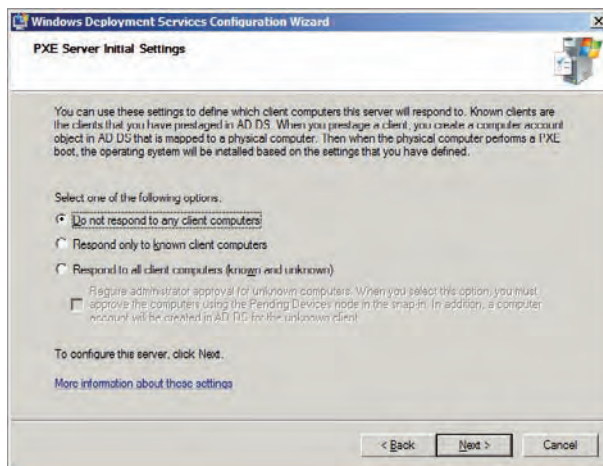 Windows Deployment Services Configuration Wizard
PXE Server Initial Settings
You can use these settings to define which client computers this server will respond to. Known clients are
the clients that you have prestaged in AD DS. When you prestage a client, you create a computer account
object in AD DS that is mapped to a physical computer. Then when the physical computer performs a PXE
boot, the operating system will be installed based on the settings that you have defined.
Select one of the following options.
Do not respond to any client computers
Respond only to known client computers
Respond to all client computers (known and unknown)
Require administrator approval for unknown computers. When you select this option, you must
approve the computers using the Pending Devices node in the snap-in. In addition, a computer
account will be created in AD DS for the unknown client.
To configure this server, click Next.
More information about these settings
< Back
Next >
Cancel